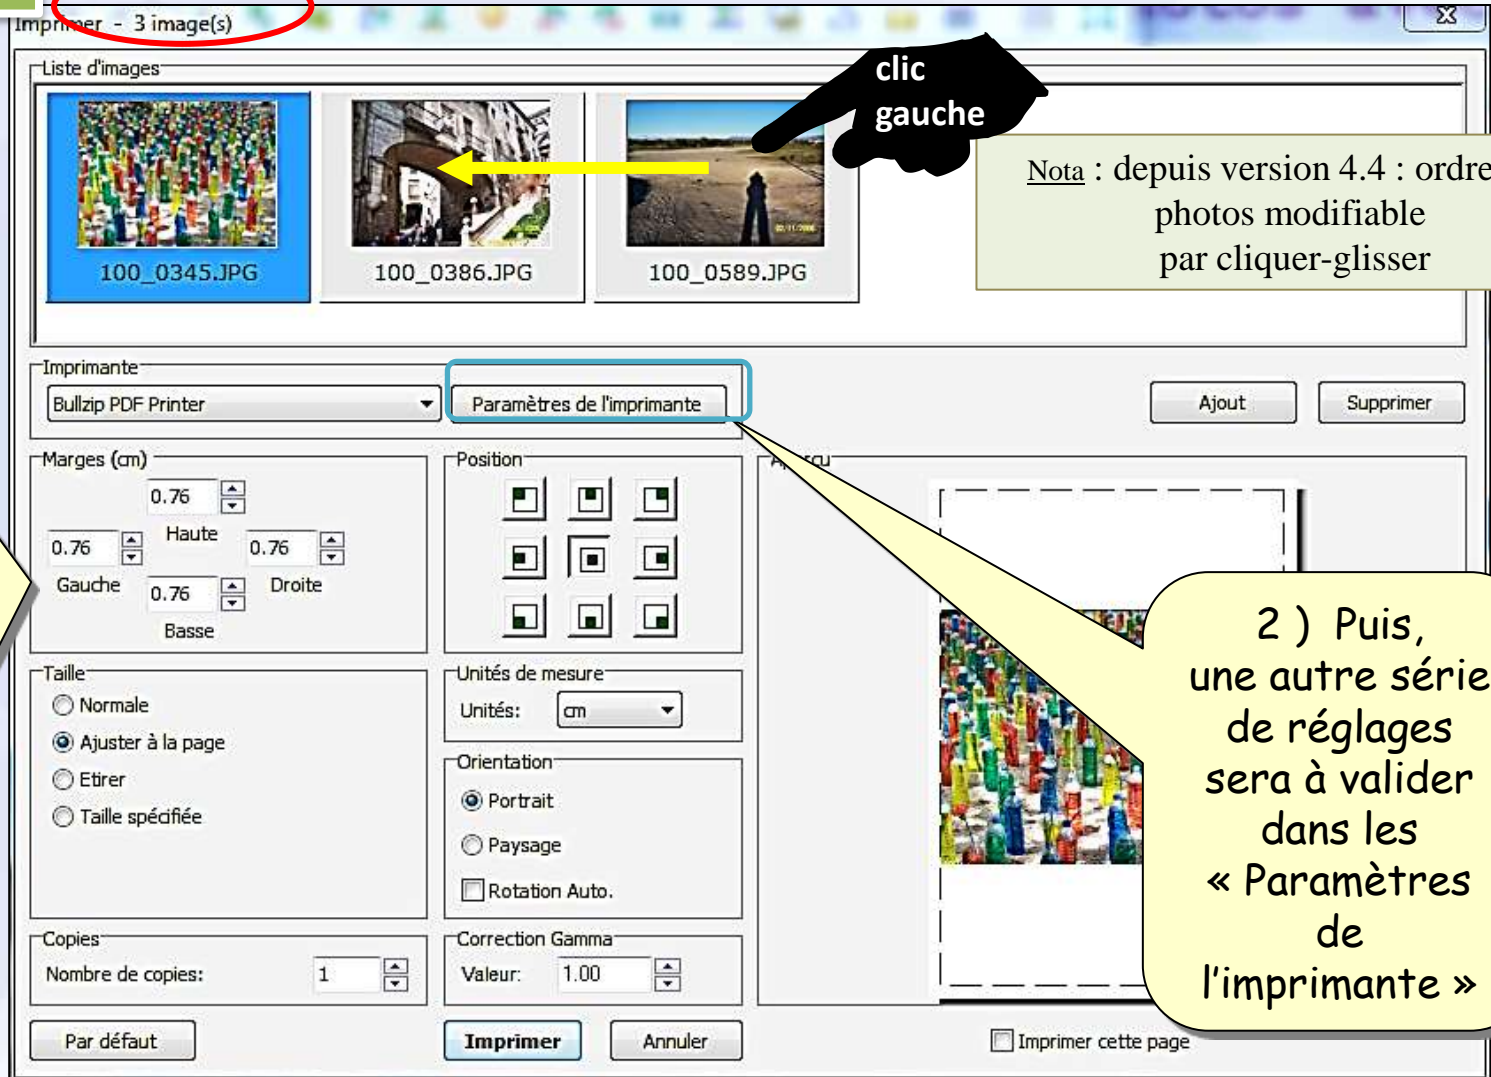 Imprimer - 3 image(s)
Liste d'images
clic
gauche
100_0345.JPG
100_0386.JPG
100_0589.JPG
Nota : depuis version 4.4 : ordre
photos modifiable
par cliquer-glisser
Imprimante
Bullzip PDF Printer
Paramètres de l'imprimante
Ajout
Supprimer
Marges (cm)
0.76
Haute
0.76
Gauche
0.76
Droite
0.76
Basse
Position
Aperçu
Taille
Normale
Ajuster à la page
Etirer
Taille spécifiée
Unités de mesure
Unités: cm
Orientation
Portrait
Paysage
Rotation Auto.
2 ) Puis,
une autre série
de réglages
sera à valider
dans les
« Paramètres
de
l'imprimante »
Copies
Nombre de copies: 1
Correction Gamma
Valeur: 1.00
Par défaut
Imprimer
Annuler
Imprimer cette page